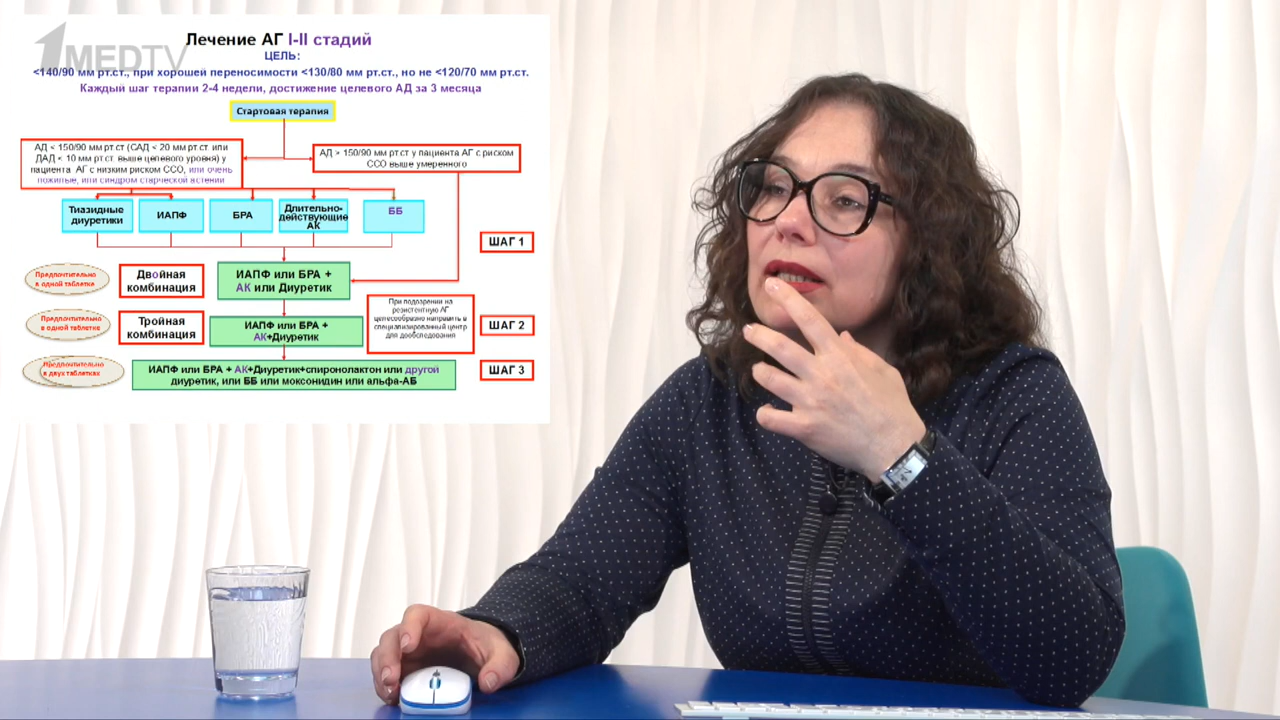 1MEDTV
Лечение АГ I-II стадий
ЦЕЛЬ:
<140/90 мм рт.ст., при хорошей переносимости <130/80 мм рт.ст., но не <120/70 мм рт.ст.
Каждый шаг терапии 2-4 недели, достижение целевого АД за 3 месяца
Стартовая терапия
АД < 150/90 мм рт.ст (САД < 20 мм рт.ст. или
ДАД < 10 мм рт.ст. выше целевого уровня) у
пациента АГ с низким риском ССО, или очень
пожилые, или синдром старческой астении
АД > 150/90 мм рт.ст у пациента АГ с риском
ССО выше умеренного
Тиазидные
диуретики
ИАПФ
БРА
Длительно-
действующие
АК
ББ
ШАГ 1
Предпочтительно
в одной таблетке
Двойная
комбинация
ИАПФ или БРА +
АК или Диуретик
Предпочтительно
в одной таблетке
Тройная
комбинация
ИАПФ или БРА +
АК+Диуретик
При подозрении на
резистентную АГ
целесообразно направить в
специализированный центр
для дообследования
ШАГ 2
Предпочтительно
в двух таблетках
ИАПФ или БРА + АК+Диуретик+спиронолактон или другой
диуретик, или ББ или моксонидин или альфа-АБ
ШАГ 3